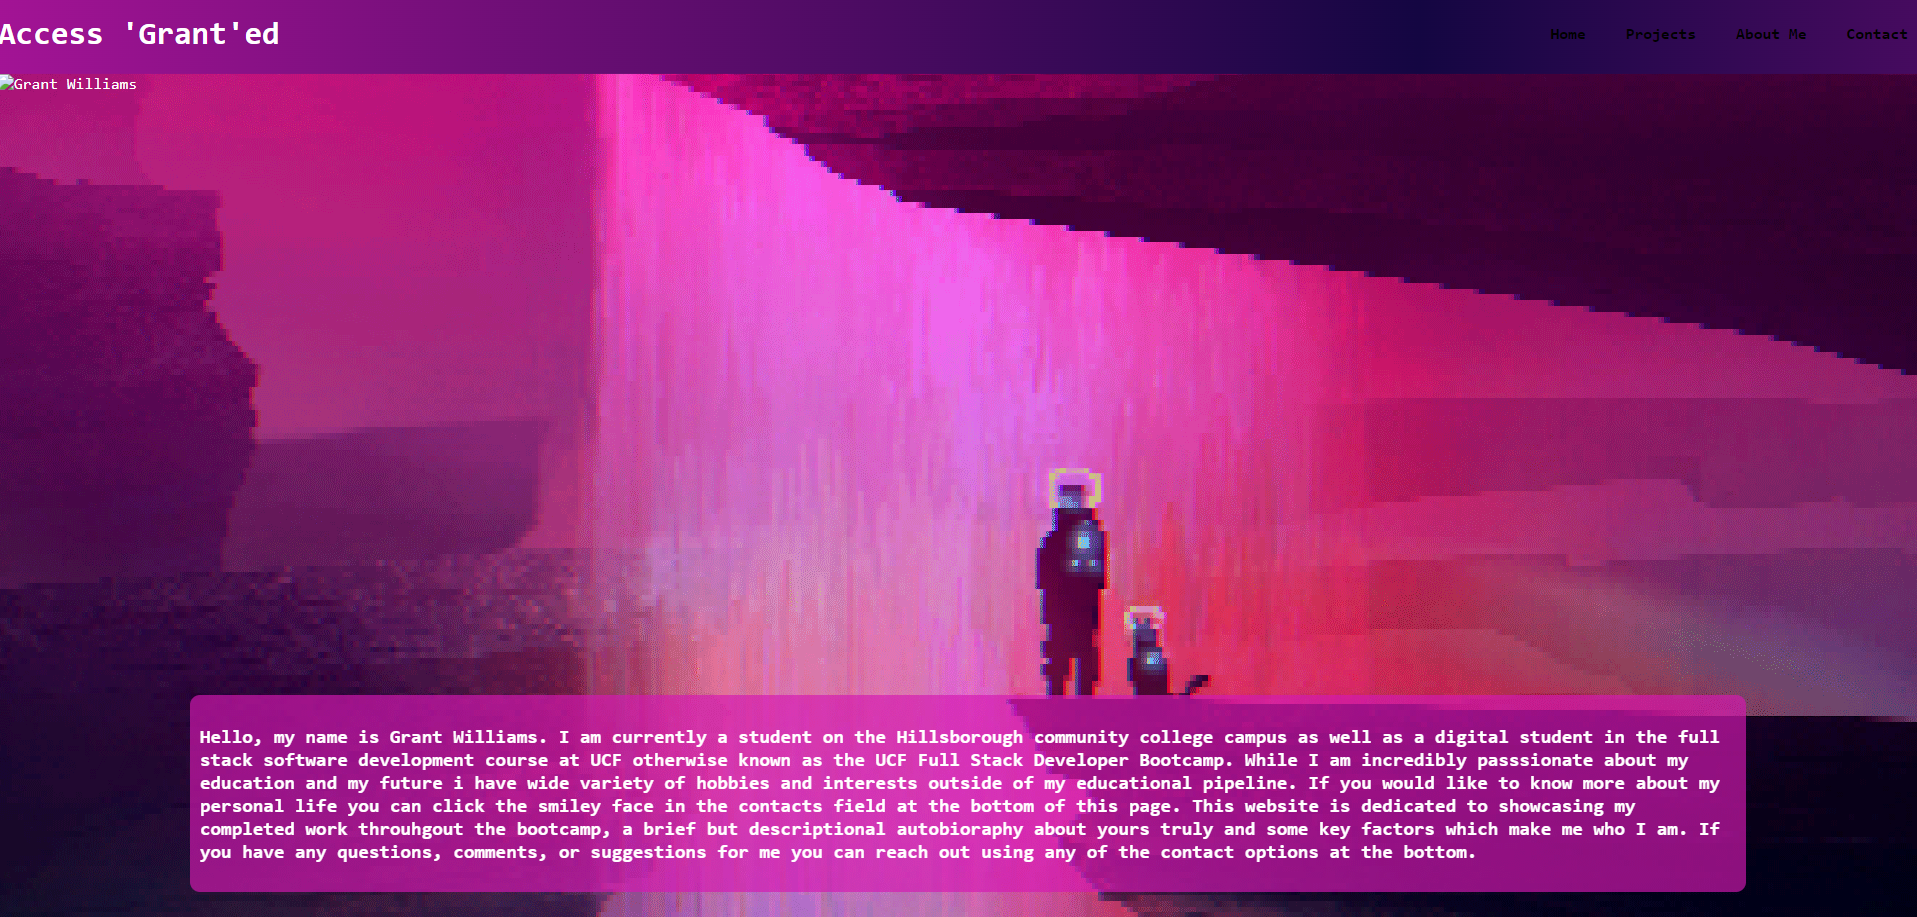 Access 'Grant'ed
Home Projects About Me Contact
Grant Williams
Hello, my name is Grant Williams. I am currently a student on the Hillsborough community college campus as well as a digital student in the full
stack software development course at UCF otherwise known as the UCF Full Stack Developer Bootcamp. While I am incredibly passsionate about my
education and my future i have wide variety of hobbies and interests outside of my educational pipeline. If you would like to know more about my
personal life you can click the smiley face in the contacts field at the bottom of this page. This website is dedicated to showcasing my
completed work throuhgout the bootcamp, a brief but descriptional autobioraphy about yours truly and some key factors which make me who I am. If
you have any questions, comments, or suggestions for me you can reach out using any of the contact options at the bottom.